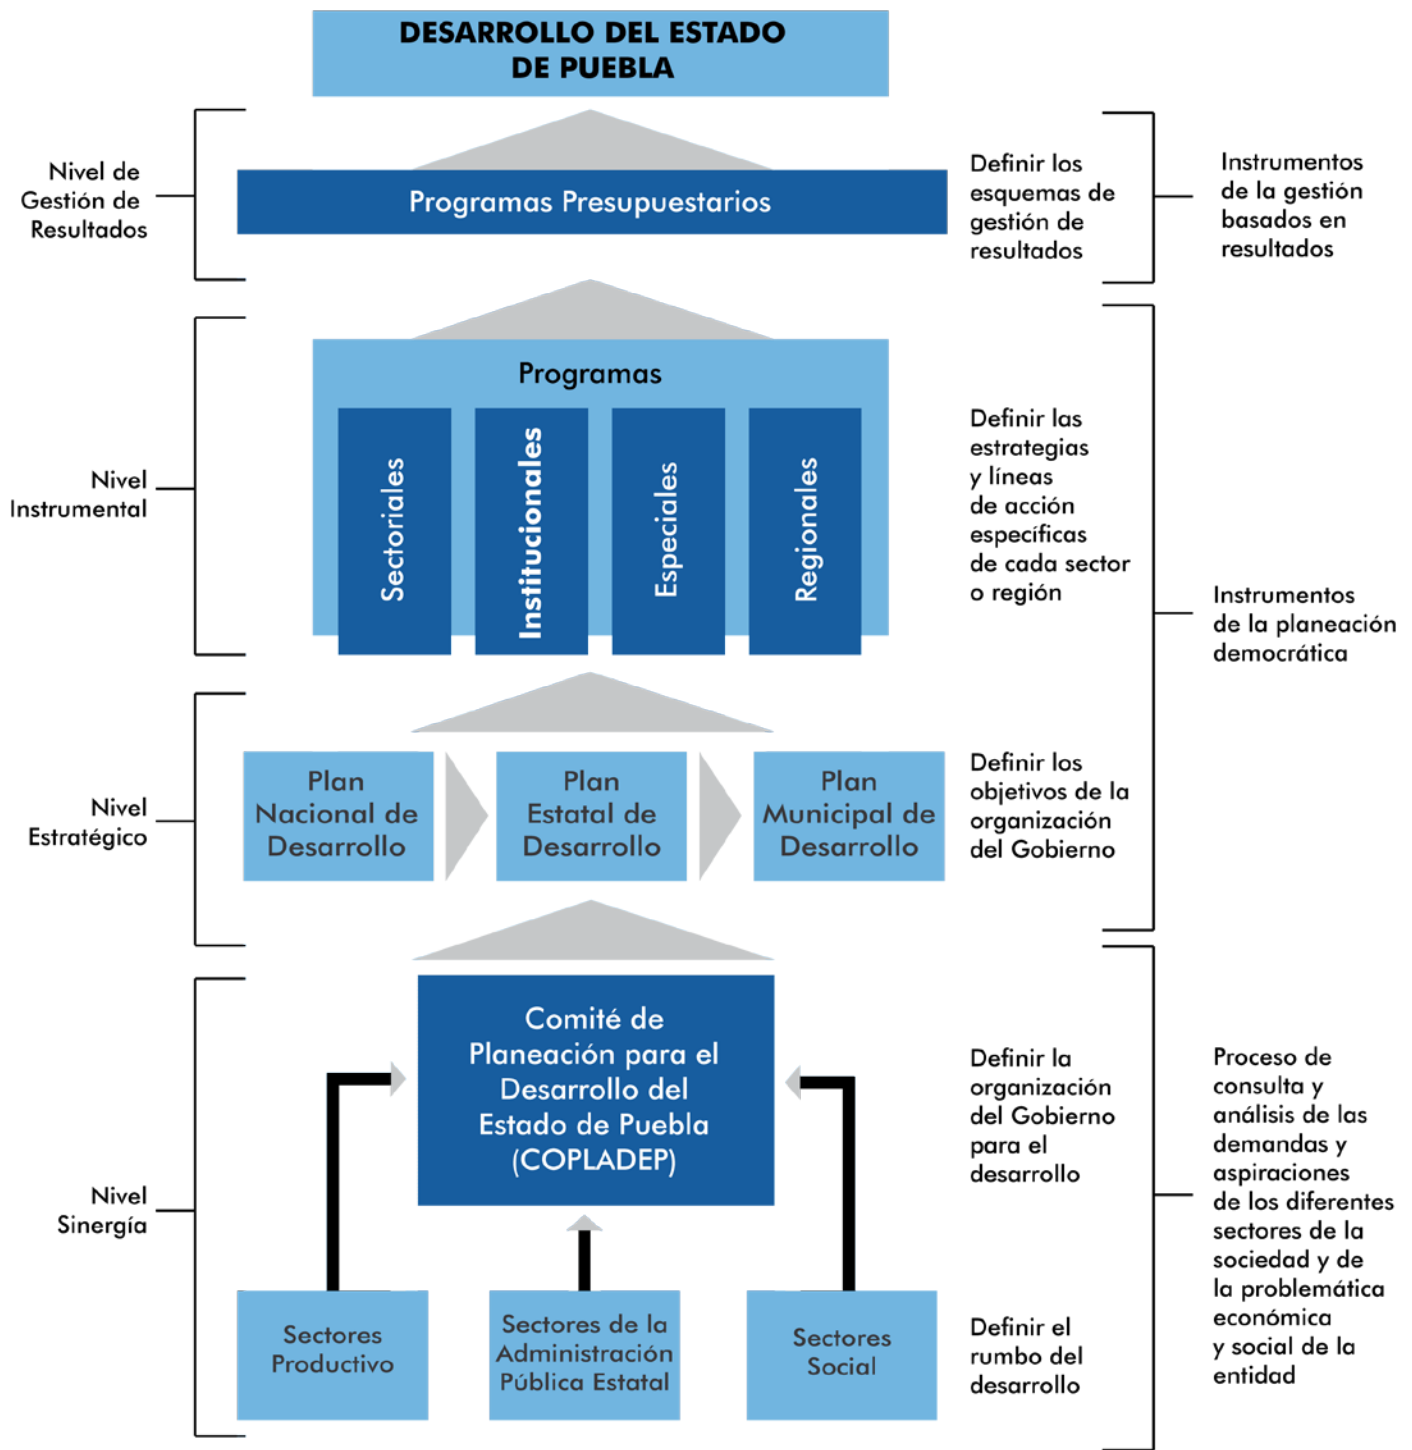 DESARROLLO DEL ESTADO
DE PUEBLA
Nivel de
Gestión de
Resultados
Programas Presupuestarios
Definir los
esquemas de
gestión de
resultados
Instrumentos
de la gestión
basados en
resultados
Nivel
Instrumental
Programas
Sectoriales
Institucionales
Especiales
Regionales
Definir las
estrategias
y líneas
de acción
específicas
de cada sector
o región
Instrumentos
de la planeación
democrática
Nivel
Estratégico
Plan
Nacional de
Desarrollo
Plan
Estatal de
Desarrollo
Plan
Municipal de
Desarrollo
Definir los
objetivos de la
organización
del Gobierno
Nivel
Sinergía
Comité de
Planeación para el
Desarrollo del
Estado de Puebla
(COPLADEP)
Definir la
organización
del Gobierno
para el
desarrollo
Proceso de
consulta y
análisis de las
demandas y
aspiraciones
de los diferentes
sectores de la
sociedad y de
la problemática
económica
y social de la
entidad
Sectores
Productivo
Sectores de la
Administración
Pública Estatal
Sectores
Social
Definir el
rumbo del
desarrollo